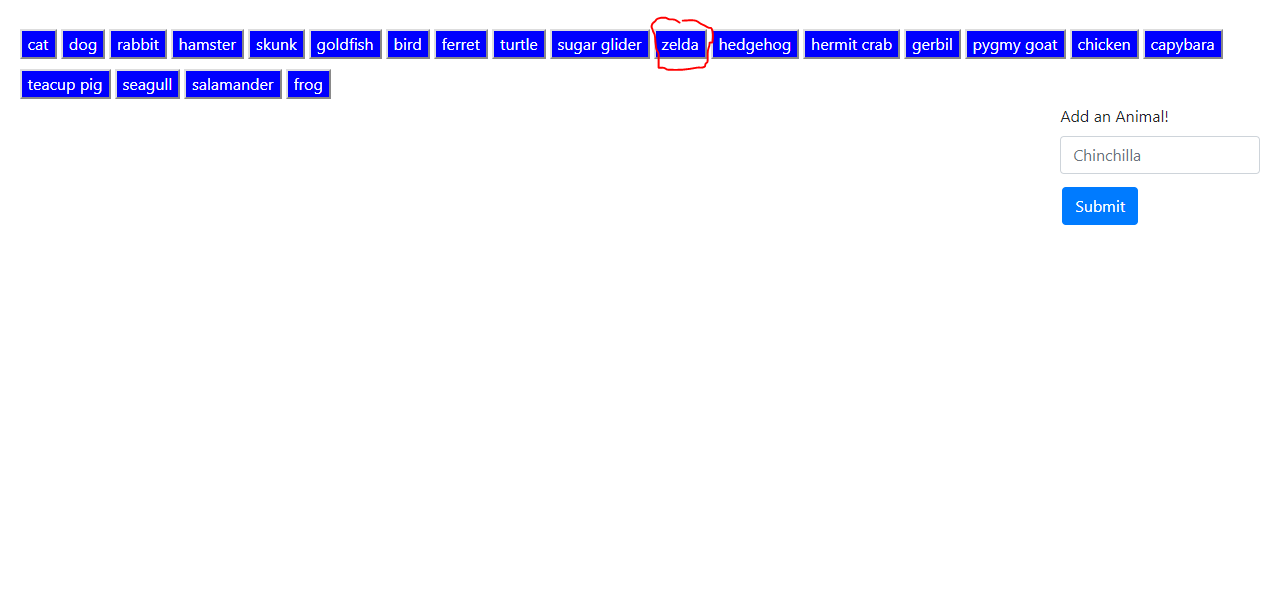 cat dog rabbit hamster skunk goldfish bird ferret turtle sugar glider zelda hedgehog hermit crab gerbil pygmy goat chicken capybara
teacup pig seagull salamander frog
Add an Animal!
Chinchilla
Submit